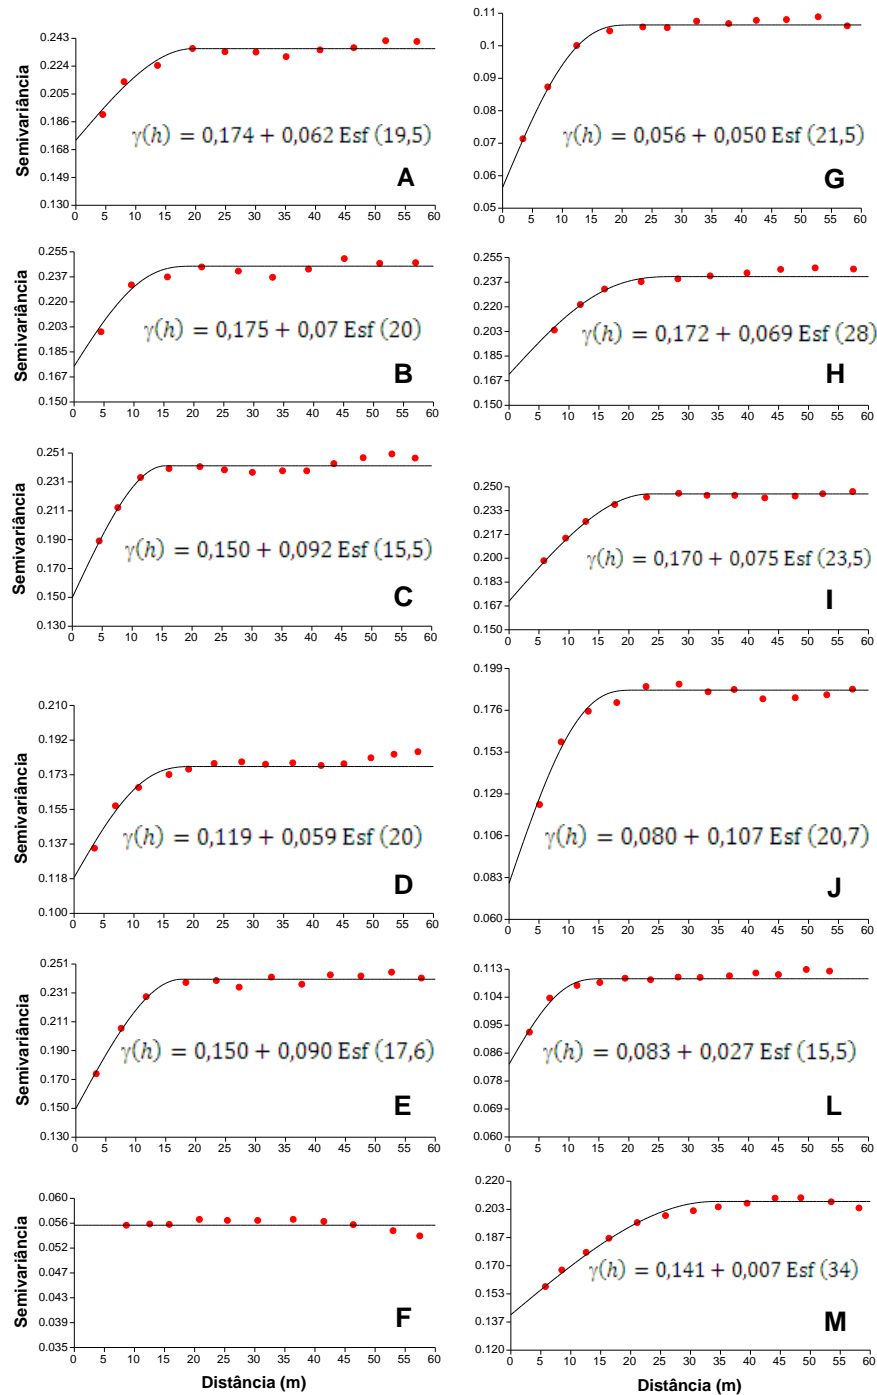 Semivariância
0.243
0.224
0.205
0.186
0.168
0.149
0.130
γ(h) = 0,174 + 0,062 Esf (19,5)
A
0 5 10 15 20 25 30 35 40 45 50 55 60
Semivariância
0.255
0.237
0.220
0.203
0.185
0.167
0.150
γ(h) = 0,175 + 0,07 Esf (20)
B
0 5 10 15 20 25 30 35 40 45 50 55 60
Semivariância
0.251
0.231
0.211
0.190
0.170
0.150
0.130
γ(h) = 0,150 + 0,092 Esf (15,5)
C
0 5 10 15 20 25 30 35 40 45 50 55 60
Semivariância
0.210
0.192
0.173
0.155
0.137
0.118
0.100
γ(h) = 0,119 + 0,059 Esf (20)
D
0 5 10 15 20 25 30 35 40 45 50 55 60
Semivariância
0.251
0.231
0.211
0.190
0.170
0.150
0.130
γ(h) = 0,150 + 0,090 Esf (17,6)
E
0 5 10 15 20 25 30 35 40 45 50 55 60
Semivariância
0.060
0.056
0.052
0.047
0.043
0.039
0.035
F
0 5 10 15 20 25 30 35 40 45 50 55 60
Distância (m)
0.11
0.1
0.09
0.08
0.07
0.06
0.05
γ(h) = 0,056 + 0,050 Esf (21,5)
G
0 5 10 15 20 25 30 35 40 45 50 55 60
0.255
0.237
0.220
0.203
0.185
0.167
0.150
γ(h) = 0,172 + 0,069 Esf (28)
H
0 5 10 15 20 25 30 35 40 45 50 55 60
0.250
0.233
0.217
0.200
0.183
0.167
0.150
γ(h) = 0,170 + 0,075 Esf (23,5)
I
0 5 10 15 20 25 30 35 40 45 50 55 60
0.199
0.176
0.153
0.129
0.106
0.083
0.060
γ(h) = 0,080 + 0,107 Esf (20,7)
J
0 5 10 15 20 25 30 35 40 45 50 55 60
0.113
0.104
0.095
0.086
0.078
0.069
0.060
γ(h) = 0,083 + 0,027 Esf (15,5)
L
0 5 10 15 20 25 30 35 40 45 50 55 60
0.220
0.203
0.187
0.170
0.153
0.137
0.120
γ(h) = 0,141 + 0,007 Esf (34)
M
0 5 10 15 20 25 30 35 40 45 50 55 60
Distância (m)